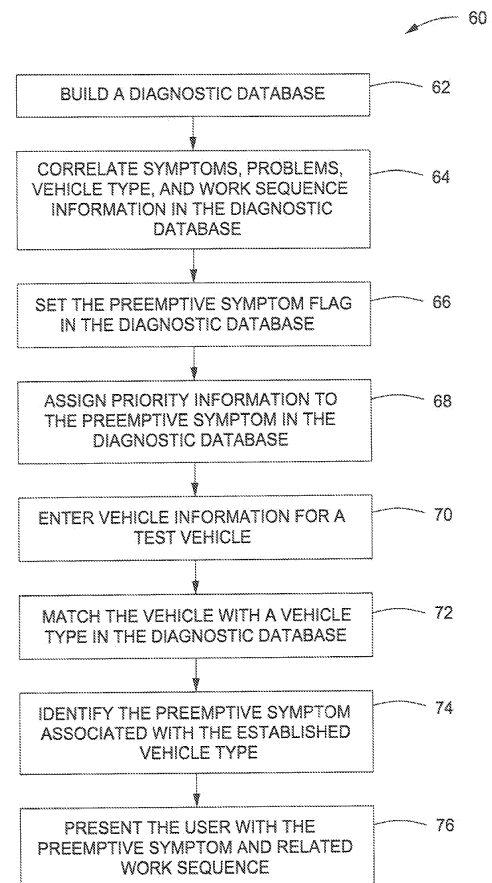 60
BUILD A DIAGNOSTIC DATABASE
62
CORRELATE SYMPTOMS, PROBLEMS,
VEHICLE TYPE, AND WORK SEQUENCE
INFORMATION IN THE DIAGNOSTIC
DATABASE
64
SET THE PREEMPTIVE SYMPTOM FLAG
IN THE DIAGNOSTIC DATABASE
66
ASSIGN PRIORITY INFORMATION TO
THE PREEMPTIVE SYMPTOM IN THE
DIAGNOSTIC DATABASE
68
ENTER VEHICLE INFORMATION FOR A
TEST VEHICLE
70
MATCH THE VEHICLE WITH A VEHICLE
TYPE IN THE DIAGNOSTIC DATABASE
72
IDENTIFY THE PREEMPTIVE SYMPTOM
ASSOCIATED WITH THE ESTABLISHED
VEHICLE TYPE
74
PRESENT THE USER WITH THE
PREEMPTIVE SYMPTOM AND RELATED
WORK SEQUENCE
76